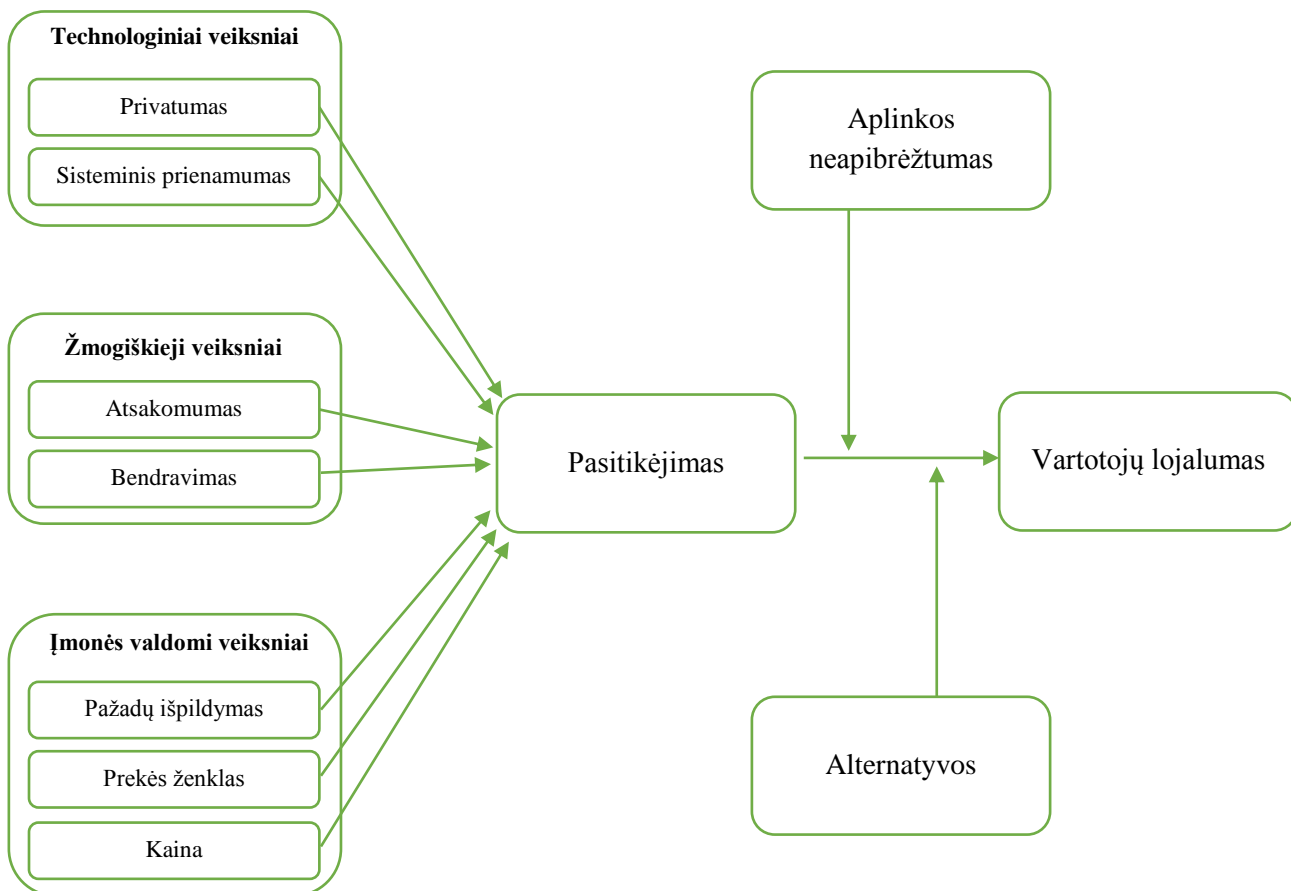 Technologiniai veiksniai
Privatumas
Sisteminis prienamumas
Žmogiškieji veiksniai
Atsakomumas
Bendravimas
Įmonės valdomi veiksniai
Pažadų išpildymas
Prekės ženklas
Kaina
Pasitikėjimas
Aplinkos
neapibrėžtumas
Alternatyvos
Vartotojų lojalumas